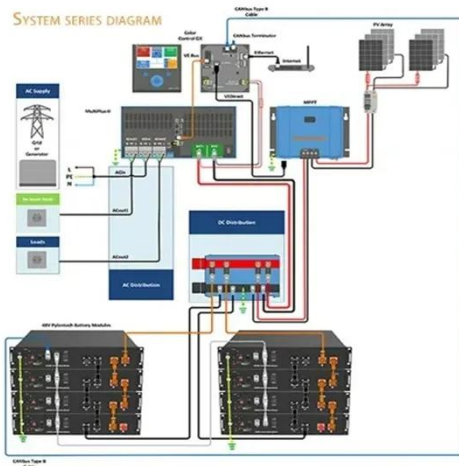 SYSTEM SERIES DIAGRAM
CANbus Type B
Cable
Color
Control GX
CANbus Terminator
PV Array
VE Bus
Ethernet
Internet
AC Supply
VEDirect
MultiPlus-II
MPPT
Grid
or
Generator
L
PE
N
ACin
ACout1
Loads
ACout2
DC Distribution
AC Distribution
48V Pylontech Battery Modules
CANbus Type B